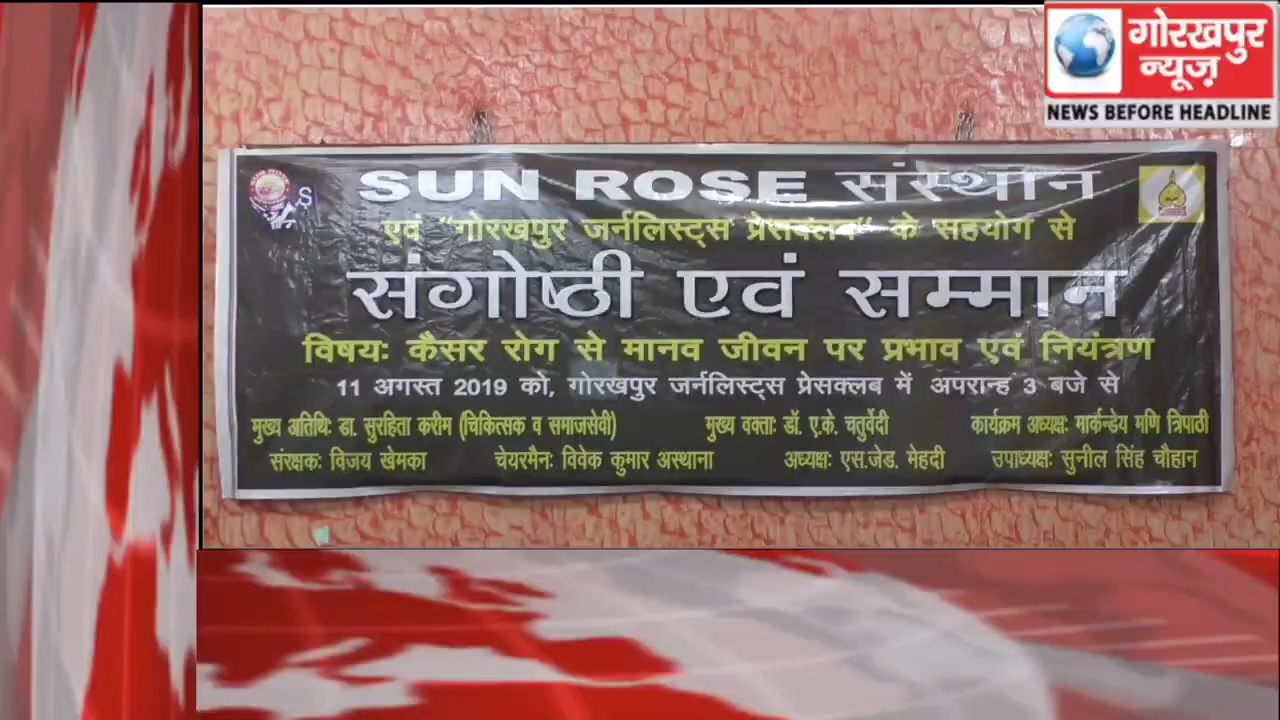 गोरखपुर
न्यूज़
NEWS BEFORE HEADLINE
SUN ROSE संस्थान
एवं "गोरखपुर जर्नलिस्ट्स प्रेसक्लब" के सहयोग से
संगोष्ठी एवं सम्मान
विषयः कैसर रोग से मानव जीवन पर प्रभाव एवं नियंत्रण
11 अगस्त 2019 को, गोरखपुर जर्नलिस्ट्स प्रेसक्लब में अपरान्ह 3 बजे से
मुख्य अतिथिः डा. सुरहिता करीम (चिकित्सक व समाजसेवी) मुख्य वक्ताः डॉ. ए.के. चतुर्वेदी कार्यक्रम अध्यक्षः मार्कन्डेय मणि त्रिपाठी
संरक्षकः विजय खेमका चेयरमैनः विवेक कुमार अस्थाना अध्यक्षः एस.जेड. मेहदी उपाध्यक्षः सुनील सिंह चौहान